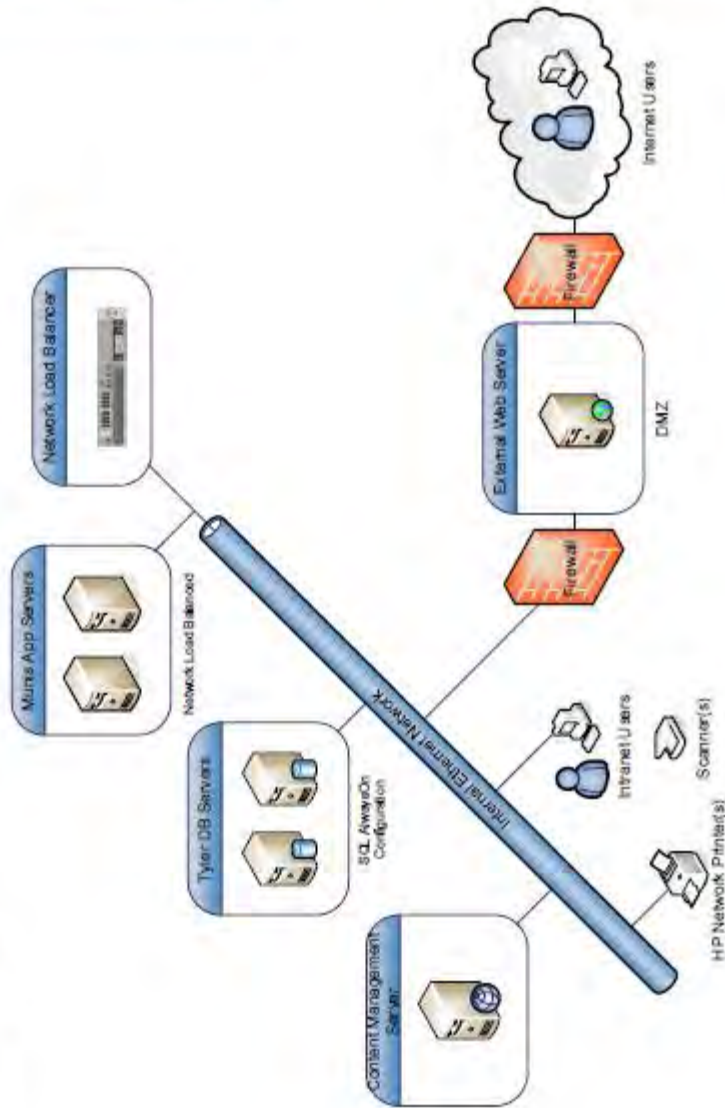 Network Load Balancer
Munis App Servers
Network Load Balanced
Tyler DB Servers
SQL AlwaysOn
Configuration
Content Management
Server
Internal Ethernet Network
Firewall
External Web Server
DMZ
Firewall
Internet Users
Intranet Users
Scanner(s)
HP Network Printer(s)